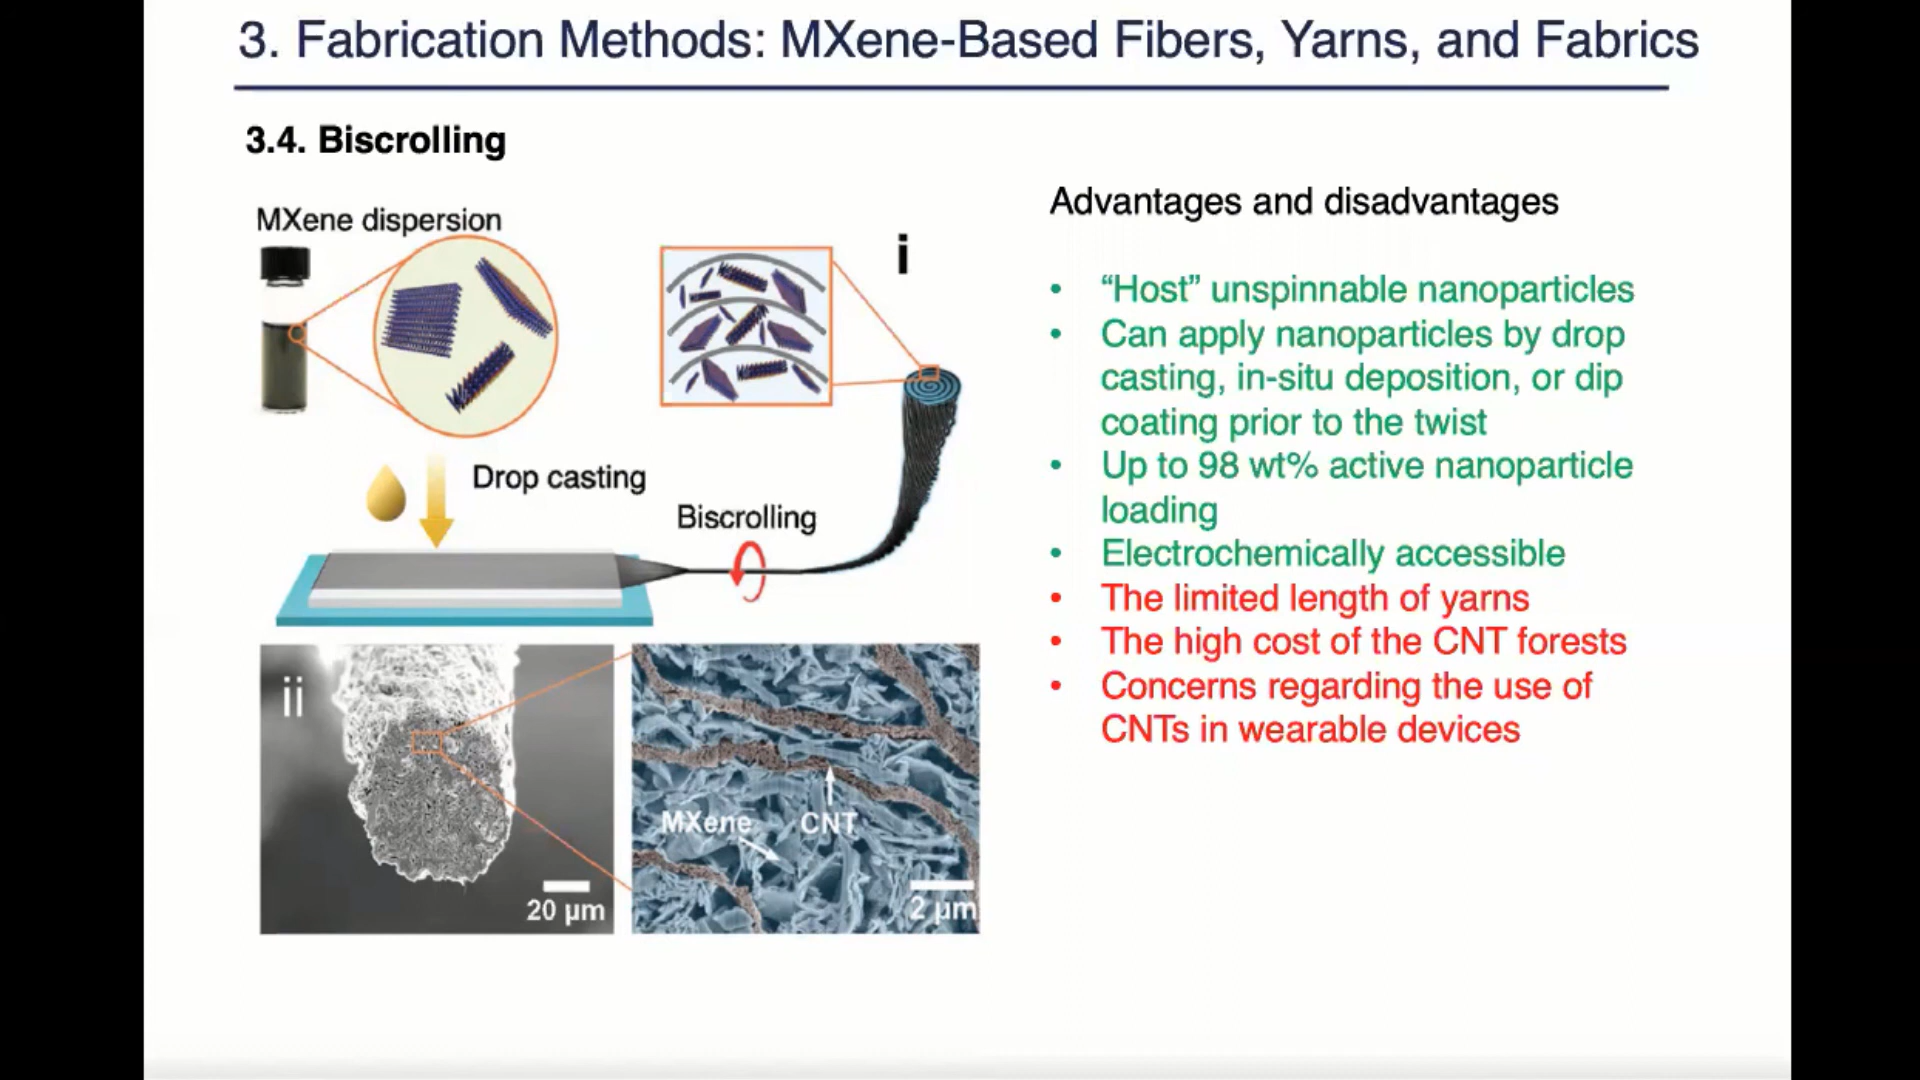 3. Fabrication Methods: MXene-Based Fibers, Yarns, and Fabrics
3.4. Biscrolling
MXene dispersion
i
Drop casting
Biscrolling
ii
20 µm
MXene
CNT
2 µm
Advantages and disadvantages
• “Host” unspinnable nanoparticles
• Can apply nanoparticles by drop
casting, in-situ deposition, or dip
coating prior to the twist
• Up to 98 wt% active nanoparticle
loading
• Electrochemically accessible
• The limited length of yarns
• The high cost of the CNT forests
• Concerns regarding the use of
CNTs in wearable devices